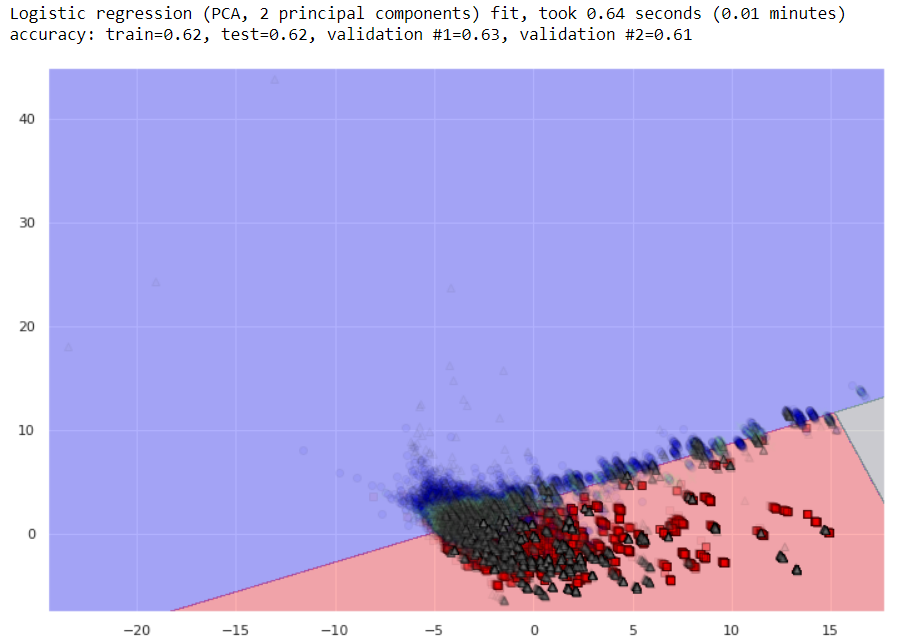 Logistic regression (PCA, 2 principal components) fit, took 0.64 seconds (0.01 minutes)
accuracy: train=0.62, test=0.62, validation #1=0.63, validation #2=0.61
40
30
20
10
0
−20 −15 −10 −5 0 5 10 15